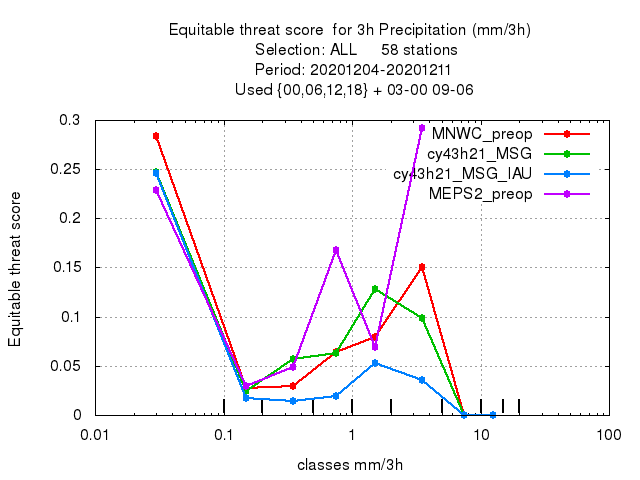 Equitable threat score  for 3h Precipitation (mm/3h)
Selection: ALL     58 stations
Period: 20201204-20201211
Used {00,06,12,18} + 03-00 09-06
0.3
0.25
0.2
0.15
0.1
0.05
0
Equitable threat score
MNWC_preop
cy43h21_MSG
cy43h21_MSG_IAU
MEPS2_preop
0.01 0.1 1 10 100
classes mm/3h